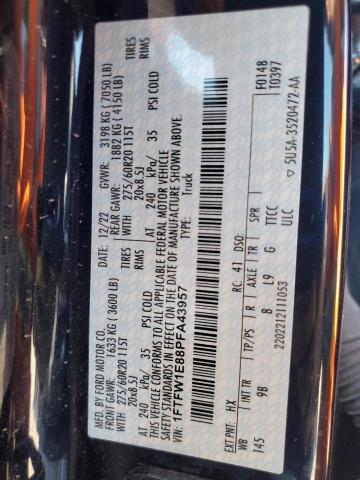 MFD. BY FORD MOTOR CO.
DATE: 12/22 GVWR: 3198 KG (7050 LB)
FRONT GAWR: 1633 KG (3600 LB) REAR GAWR: 1882 KG (4150 LB)
WITH 275/60R20 115T TIRES WITH 275/60R20 115T TIRES
20x8.5J RIMS 20x8.5J RIMS
AT 240 kPa/ 35 PSI COLD AT 240 kPa/ 35 PSI COLD
THIS VEHICLE CONFORMS TO ALL APPLICABLE FEDERAL MOTOR VEHICLE
SAFETY STANDARDS IN EFFECT ON THE DATE OF MANUFACTURE SHOWN ABOVE.
1FTFW1E88PFA43957 TYPE: Truck
F0148
T0397
EXT PNT: HX RC: 41 DSO:
WB INT TR TP/PS R AXLE TR SPR
145 9B 8 L9 G TTCC
ULC
2202212111053
▽ 5U5A-3520472-AA